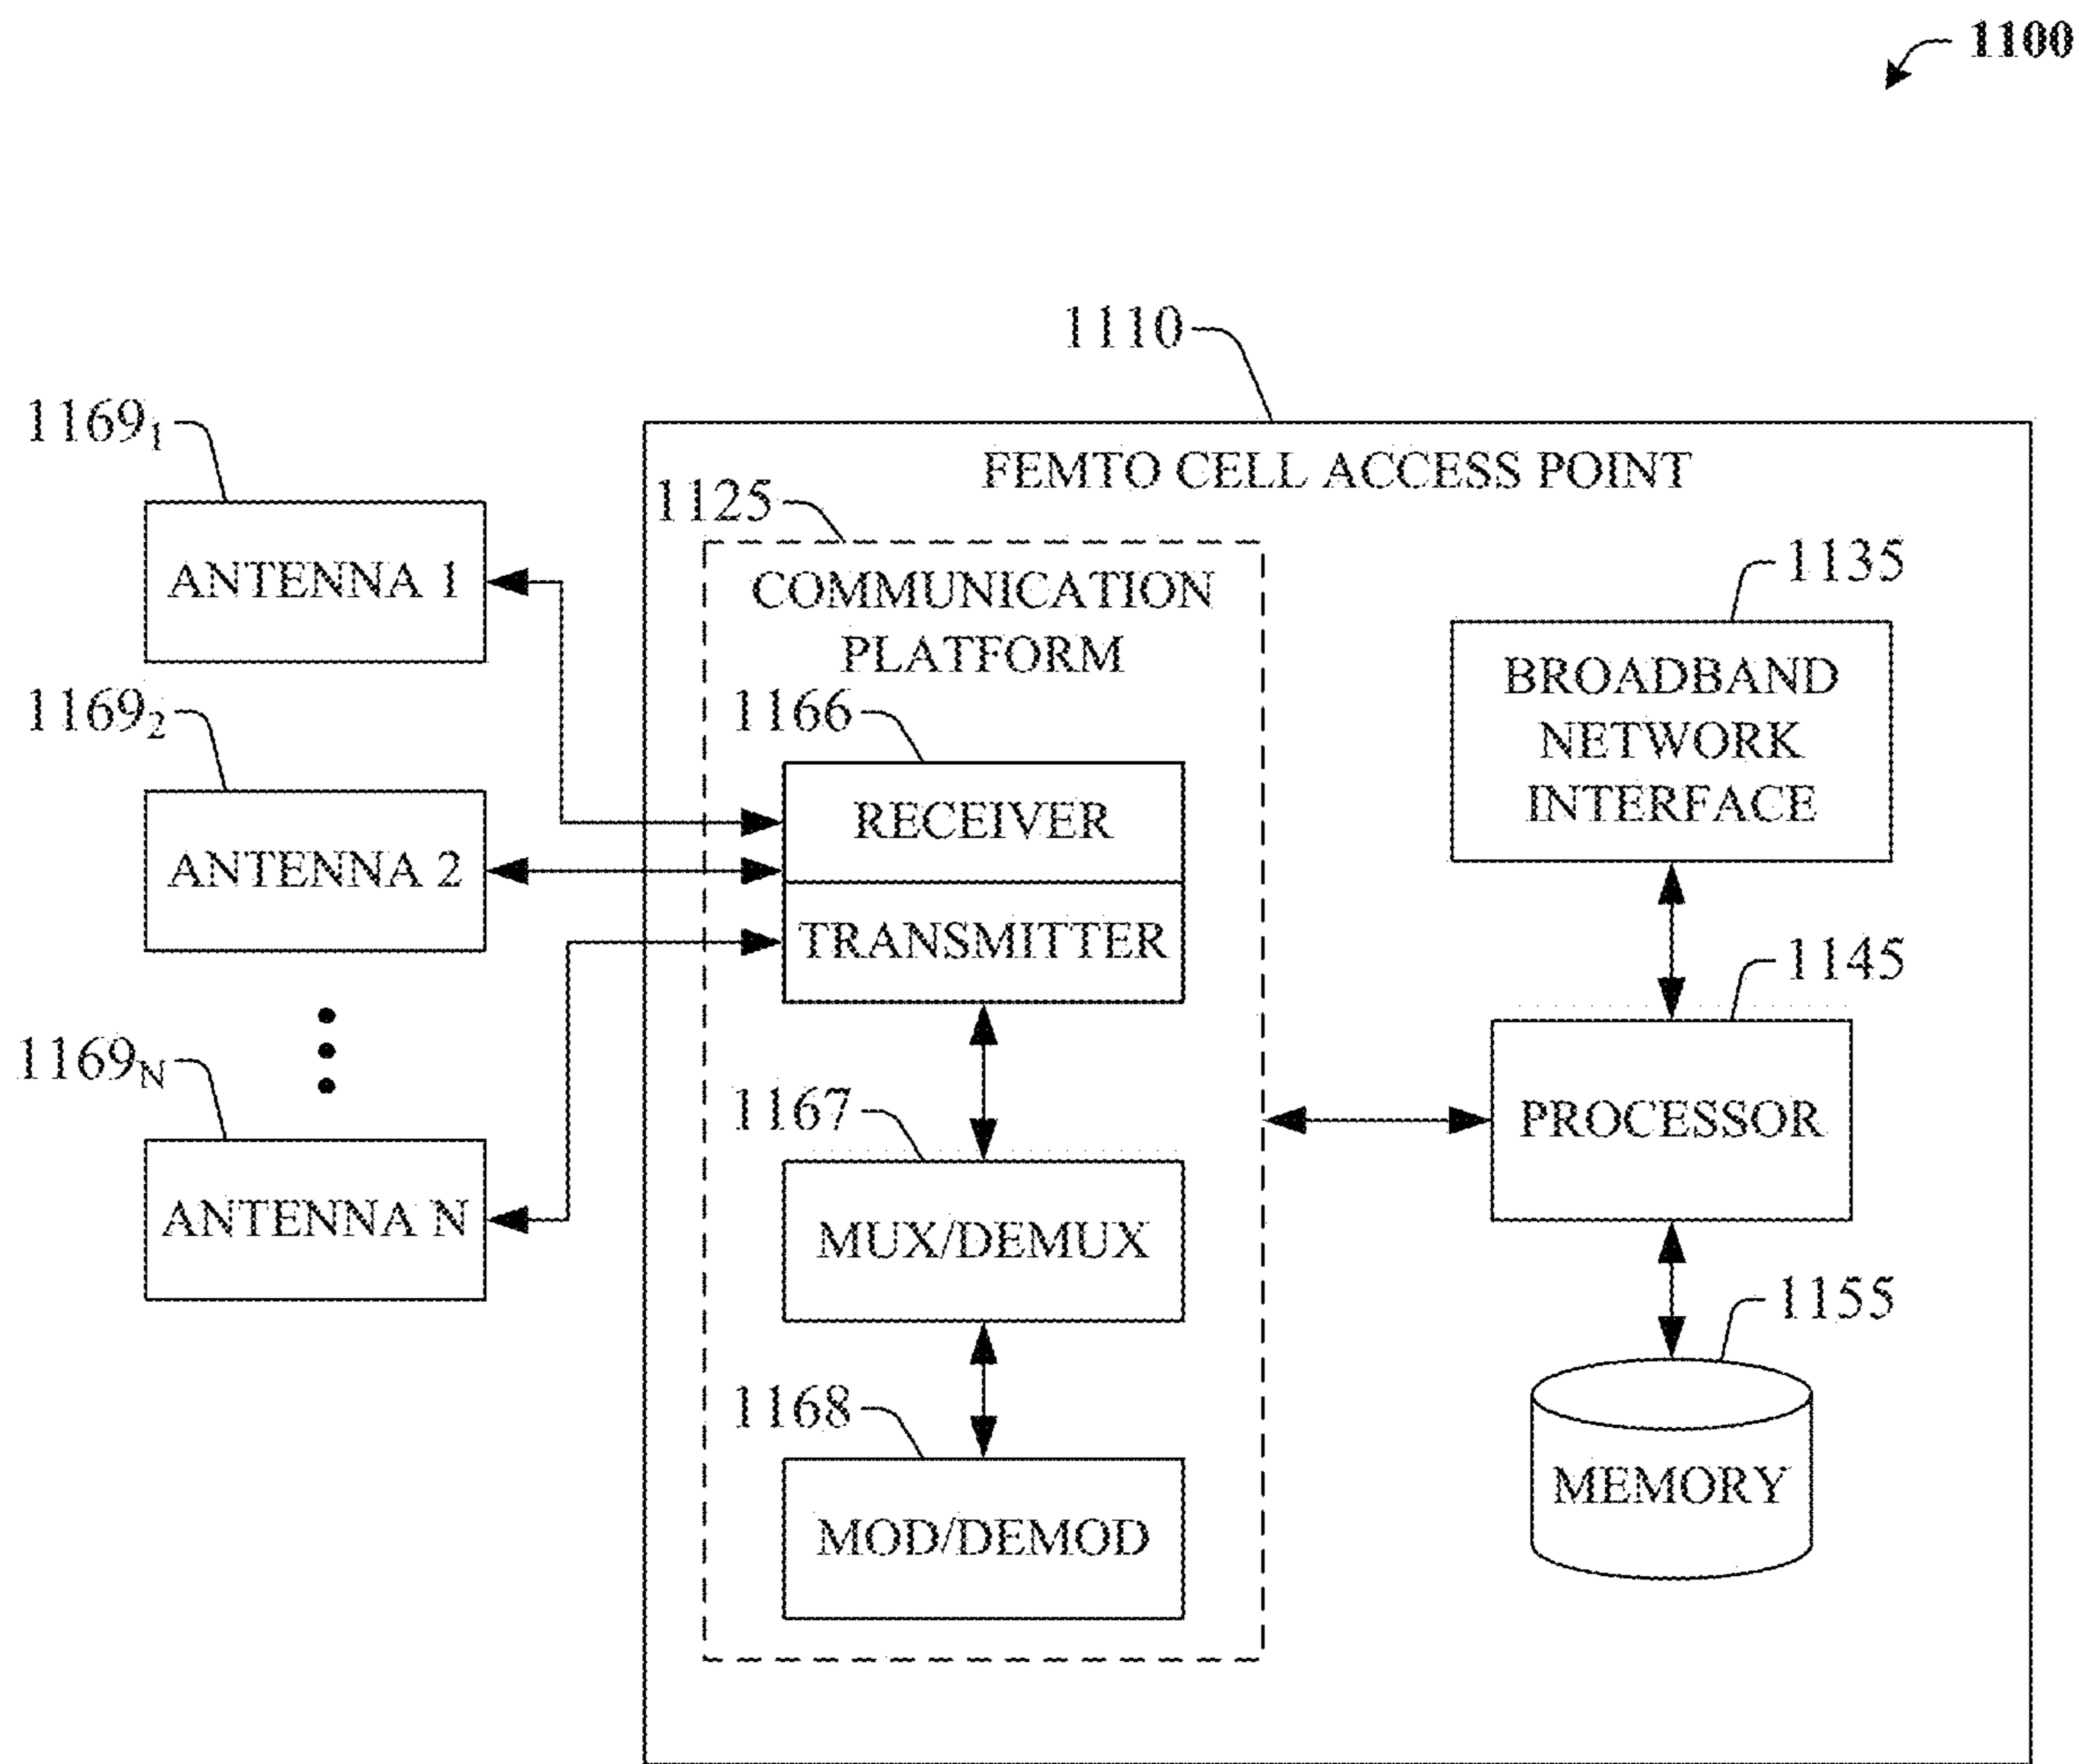 1100
1110
1169₁
FEMTO CELL ACCESS POINT
1125
1135
ANTENNA 1
COMMUNICATION
PLATFORM
BROADBAND
NETWORK
INTERFACE
1169₂
1166
RECEIVER
ANTENNA 2
TRANSMITTER
1145
1169N
1167
PROCESSOR
ANTENNA N
MUX/DEMUX
1155
1168
MEMORY
MOD/DEMOD